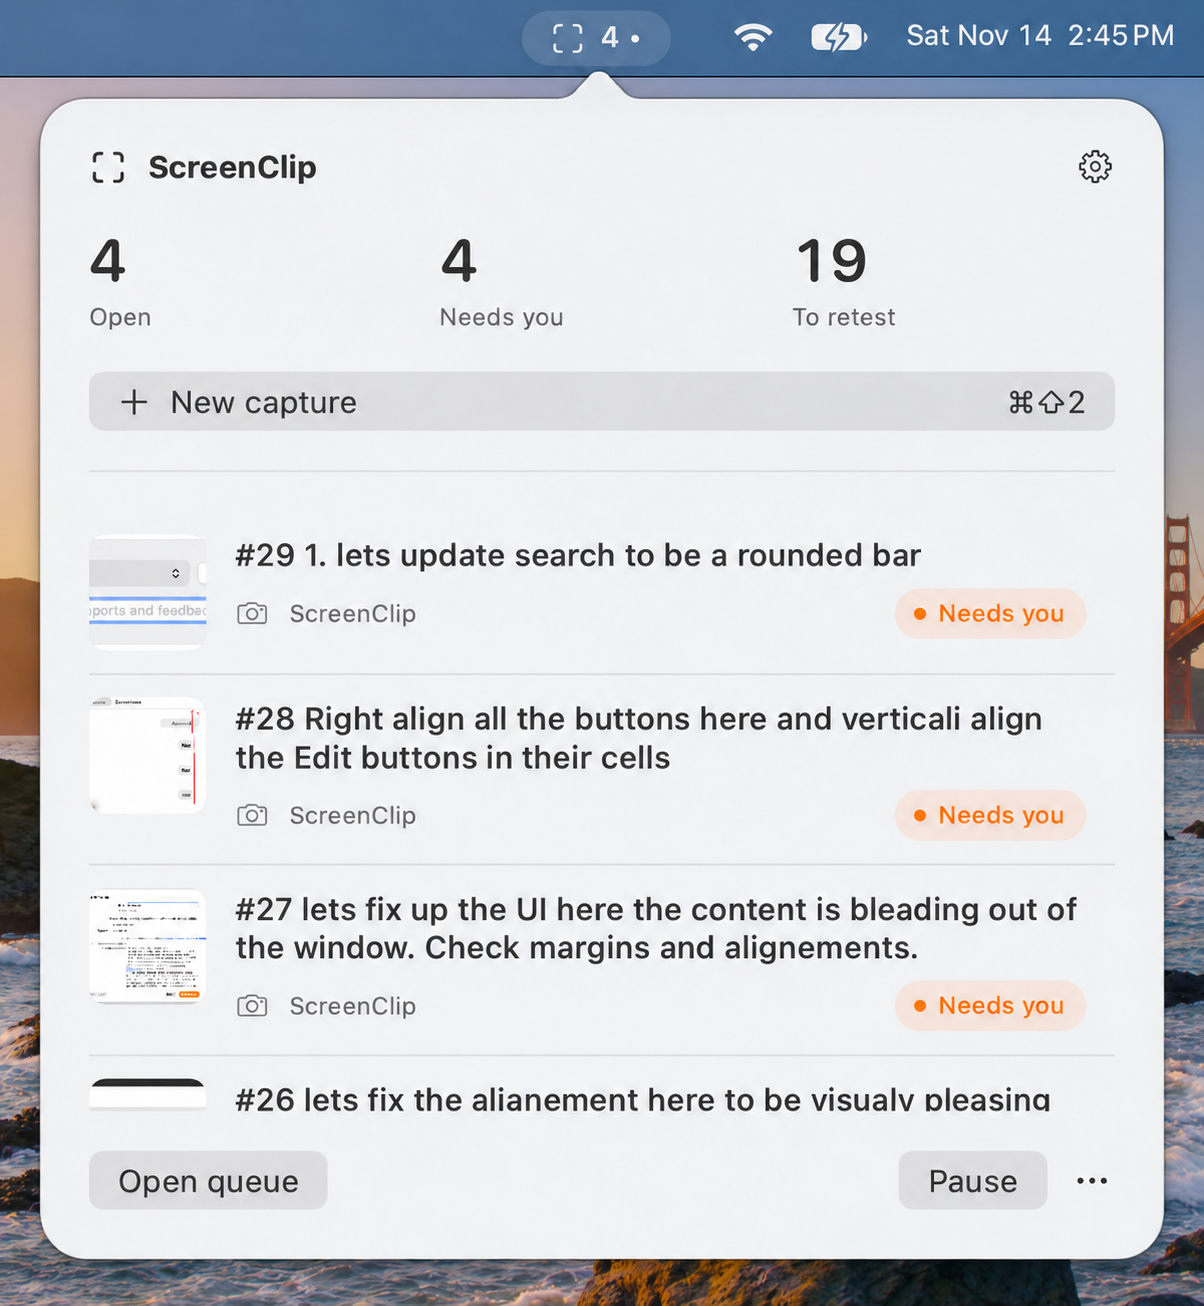 4 •
Sat Nov 14 2:45 PM
ScreenClip
4
Open
4
Needs you
19
To retest
New capture ⌘⇧2
#29 1. lets update search to be a rounded bar
ScreenClip
Needs you
#28 Right align all the buttons here and verticali align
the Edit buttons in their cells
ScreenClip
Needs you
#27 lets fix up the UI here the content is bleading out of
the window. Check margins and alignements.
ScreenClip
Needs you
#26 lets fix the alianement here to be visualy pleasing
Open queue
Pause